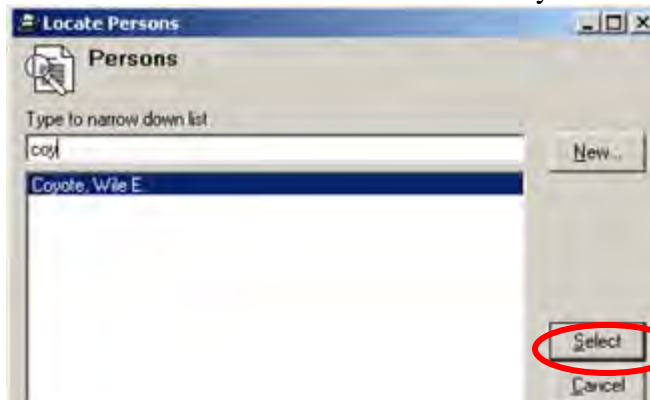 Locate Persons
Persons
Type to narrow down list
coy
New...
Coyote, Wile E.
Select
Cancel